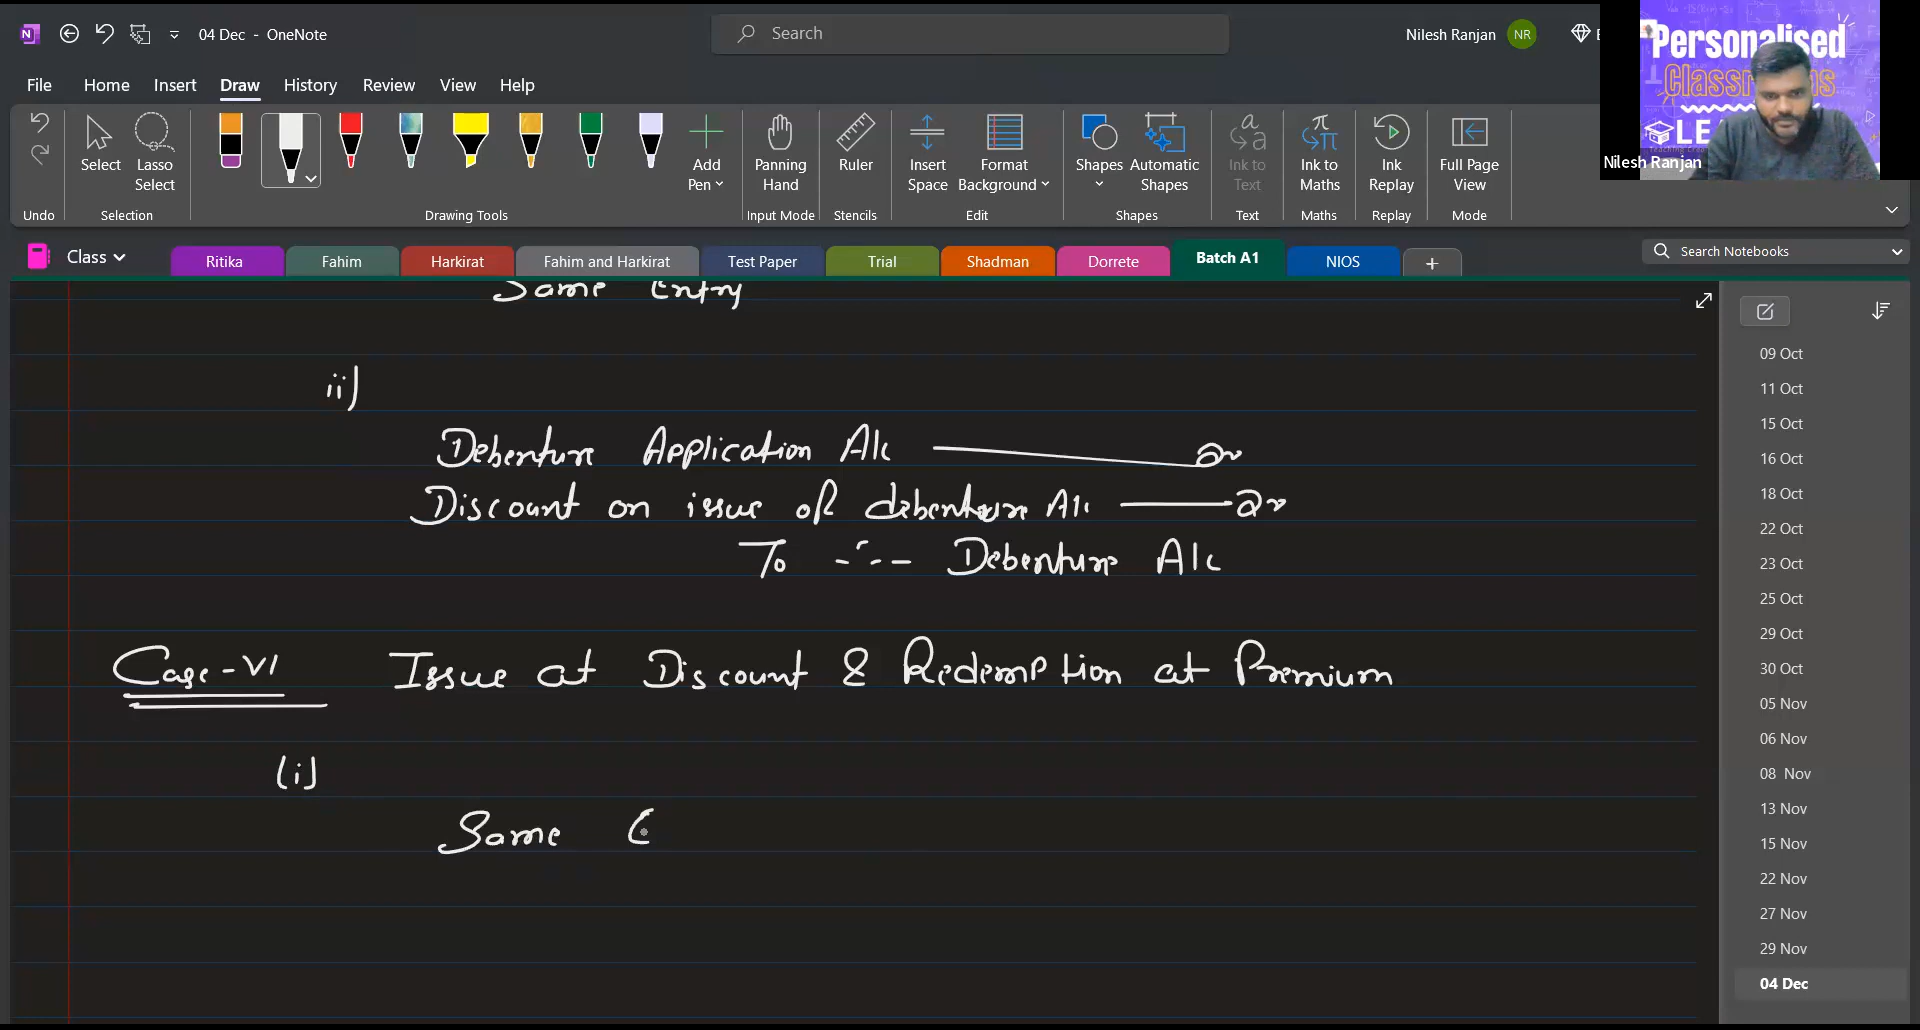 04 Dec - OneNote
Search
Nilesh Ranjan
NR
Personalised
Classrooms
Nilesh Ranjan
File
Home
Insert
Draw
History
Review
View
Help
Select
Lasso
Select
Add
Pen
Panning
Hand
Ruler
Insert
Space
Format
Background
Shapes
Automatic
Shapes
Ink to
Text
Ink to
Maths
Ink
Replay
Full Page
View
Undo
Selection
Drawing Tools
Input Mode
Stencils
Edit
Shapes
Text
Maths
Replay
Mode
Class
Ritika
Fahim
Harkirat
Fahim and Harkirat
Test Paper
Trial
Shadman
Dorrete
Batch A1
NIOS
+
Search Notebooks
Same Entry
ii)
Debenture Application A/c
Discount on issue of debenture A/c
To -:-- Debenture A/c
Case-VI Issue at Discount & Redemption at Premium
(i)
Same
09 Oct
11 Oct
15 Oct
16 Oct
18 Oct
22 Oct
23 Oct
25 Oct
29 Oct
30 Oct
05 Nov
06 Nov
08 Nov
13 Nov
15 Nov
22 Nov
27 Nov
29 Nov
04 Dec